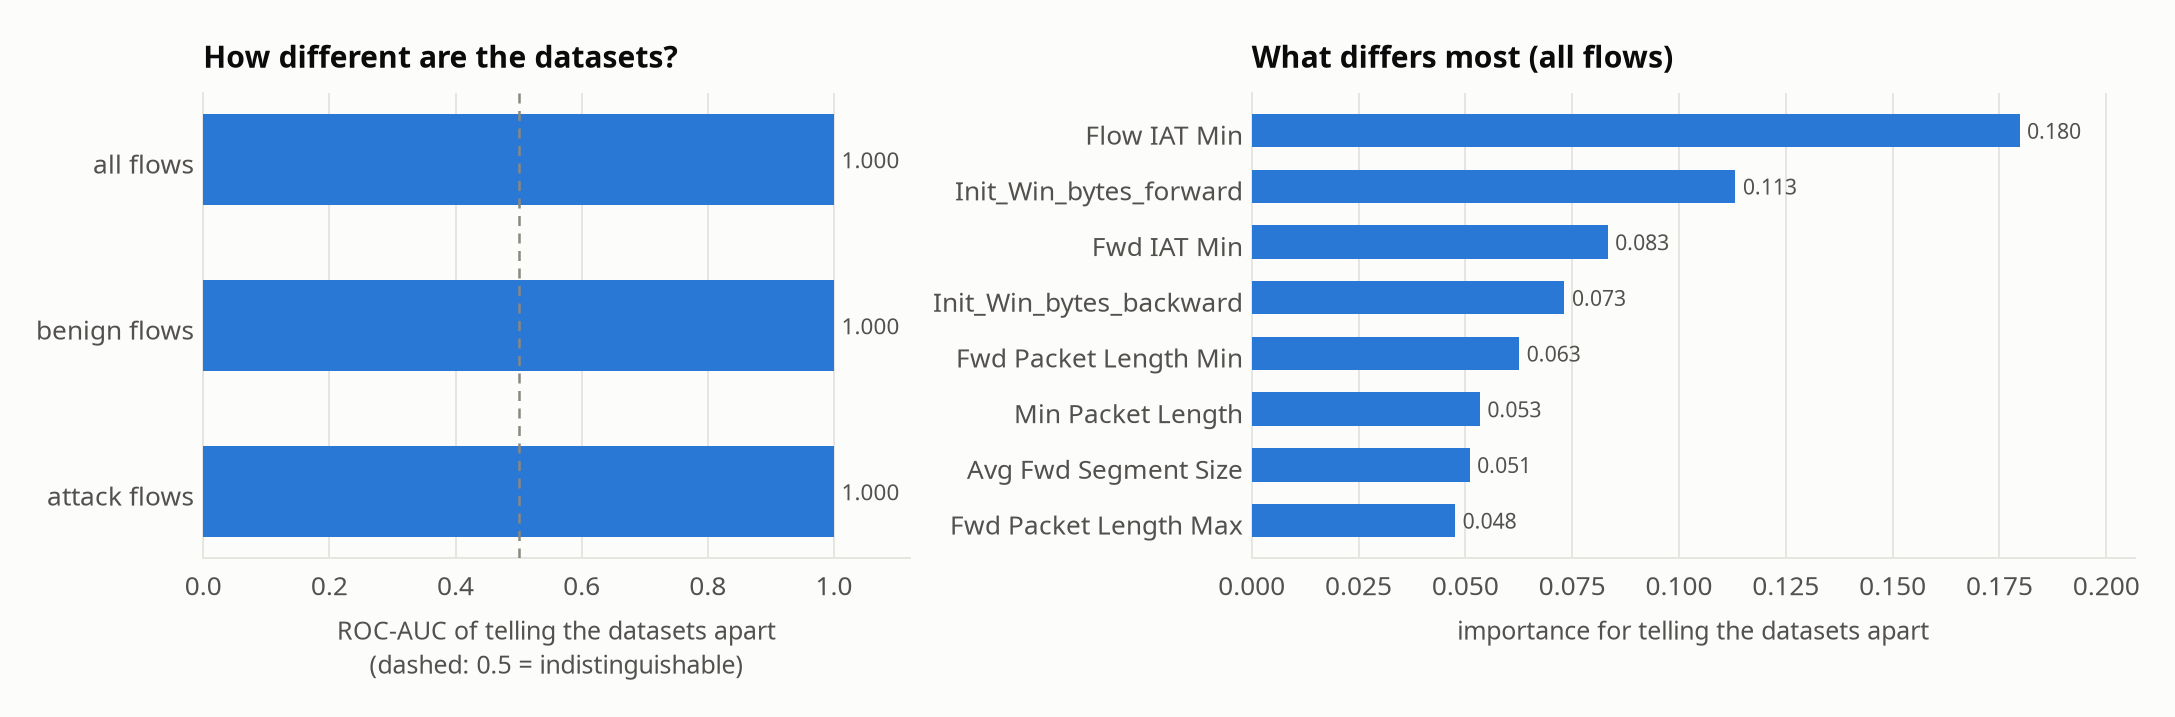 How different are the datasets?
all flows
1.000
benign flows
1.000
attack flows
1.000
0.0 0.2 0.4 0.6 0.8 1.0
ROC-AUC of telling the datasets apart
(dashed: 0.5 = indistinguishable)
What differs most (all flows)
Flow IAT Min
0.180
Init_Win_bytes_forward
0.113
Fwd IAT Min
0.083
Init_Win_bytes_backward
0.073
Fwd Packet Length Min
0.063
Min Packet Length
0.053
Avg Fwd Segment Size
0.051
Fwd Packet Length Max
0.048
0.000 0.025 0.050 0.075 0.100 0.125 0.150 0.175 0.200
importance for telling the datasets apart